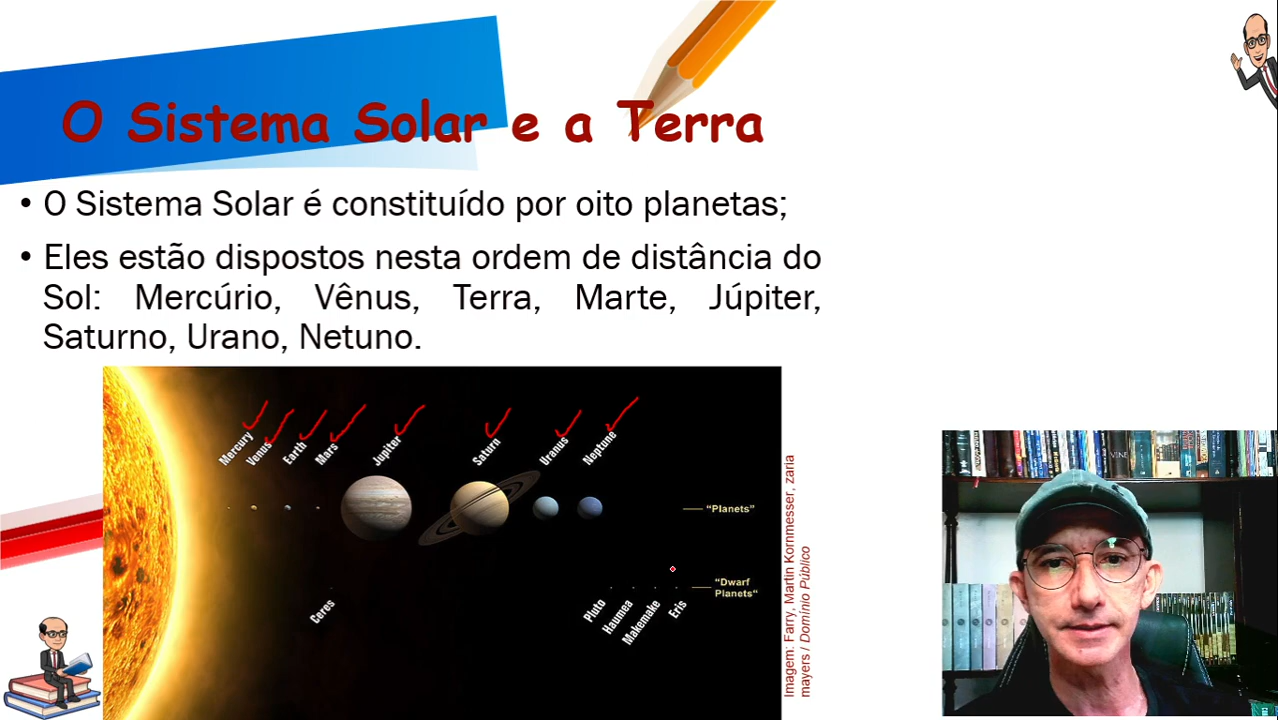 O Sistema Solar e a Terra
• O Sistema Solar é constituído por oito planetas;
• Eles estão dispostos nesta ordem de distância do
Sol: Mercúrio, Vênus, Terra, Marte, Júpiter,
Saturno, Urano, Netuno.
Mercury
Venus
Earth
Mars
Jupiter
Saturn
Uranus
Neptune
"Planets"
Ceres
Pluto
Haumea
Makemake
Eris
"Dwarf
Planets"
Imagem: Farry, Martin Kornmesser, zaria
mayers / Domínio Público
VINE